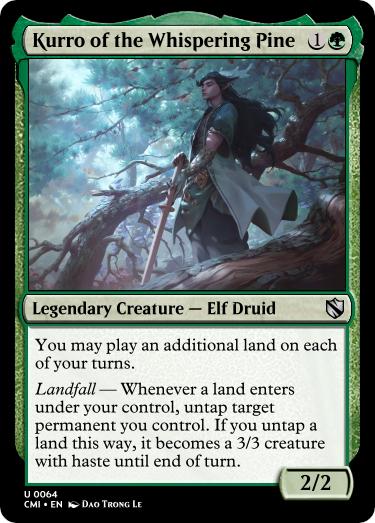 Kurro of the Whispering Pine 1
Legendary Creature — Elf Druid
You may play an additional land on each
of your turns.
Landfall — Whenever a land enters
under your control, untap target
permanent you control. If you untap a
land this way, it becomes a 3/3 creature
with haste until end of turn.
2/2
U 0064
CMI • EN Dao Trong Le